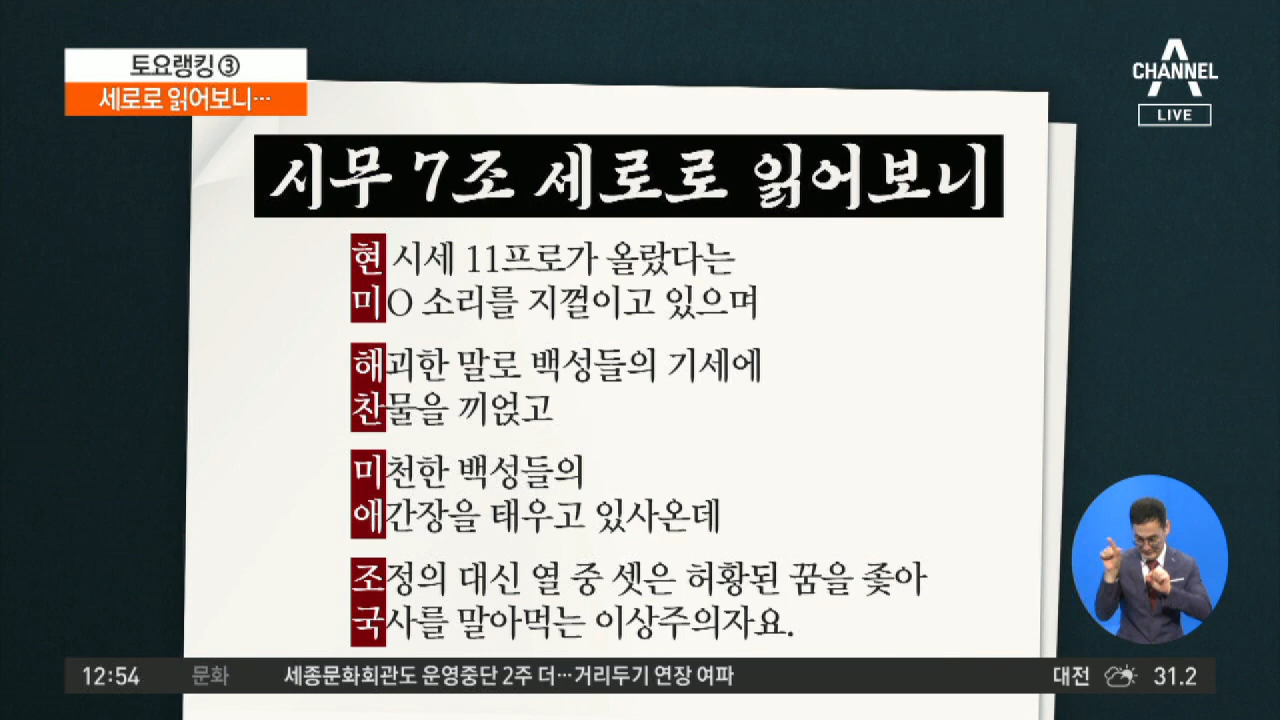 토요랭킹 ③
세로로 읽어보니…
CHANNEL A
LIVE
시무 7조 세로로 읽어보니
현 시세 11프로가 올랐다는
미O 소리를 지껄이고 있으며
해괴한 말로 백성들의 기세에
찬물을 끼얹고
미천한 백성들의
애간장을 태우고 있사온데
조정의 대신 열 중 셋은 허황된 꿈을 좇아
국사를 말아먹는 이상주의자요.
12:54 문화 세종문화회관도 운영중단 2주 더…거리두기 연장 여파 대전 31.2